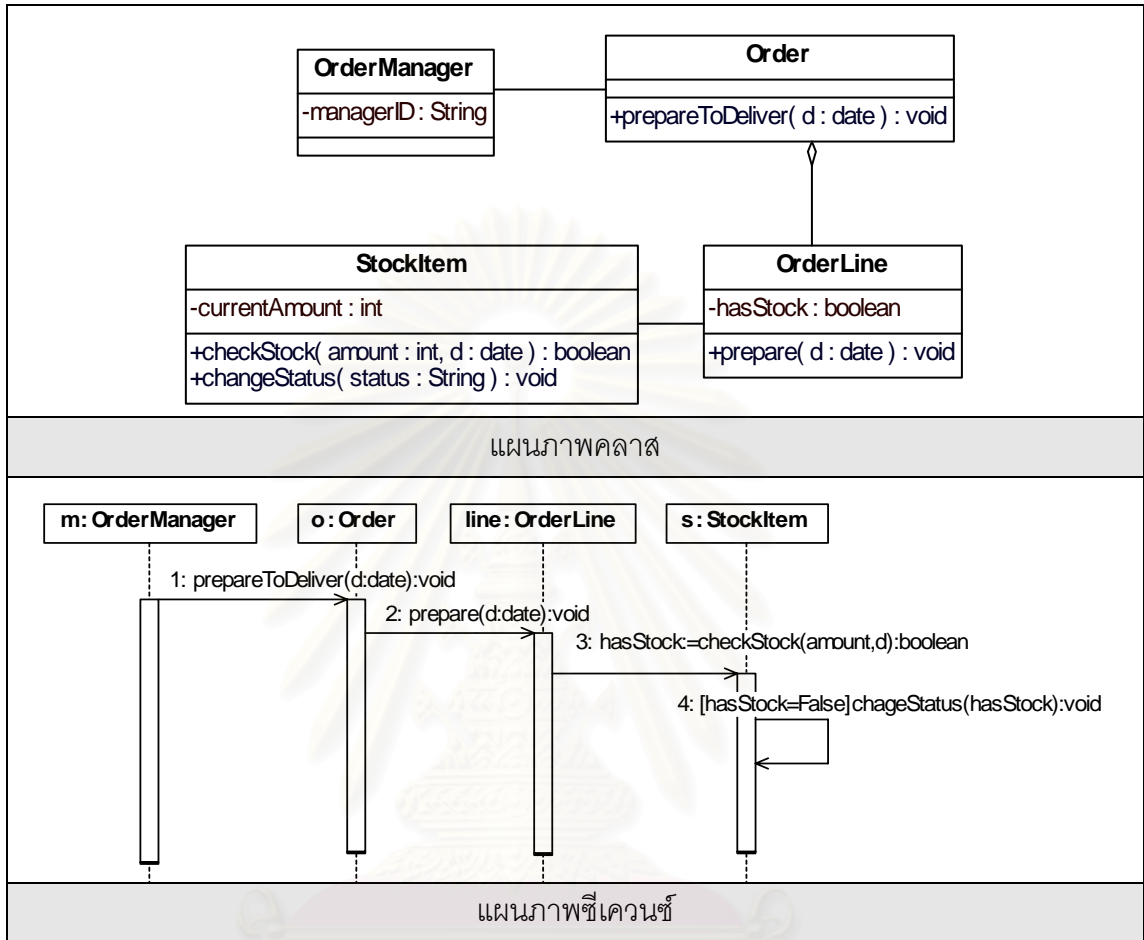 OrderManager
-managerID : String
Order
+prepareToDeliver( d : date ) : void
StockItem
-currentAmount : int
+checkStock( amount : int, d : date ) : boolean
+changeStatus( status : String ) : void
OrderLine
-hasStock : boolean
+prepare( d : date ) : void
แผนภาพคลาส
m: OrderManager
o : Order
line : OrderLine
s : StockItem
1: prepareToDeliver(d:date):void
2: prepare(d:date):void
3: hasStock:=checkStock(amount,d):boolean
4: [hasStock=False]chageStatus(hasStock):void
แผนภาพซีเควนซ์